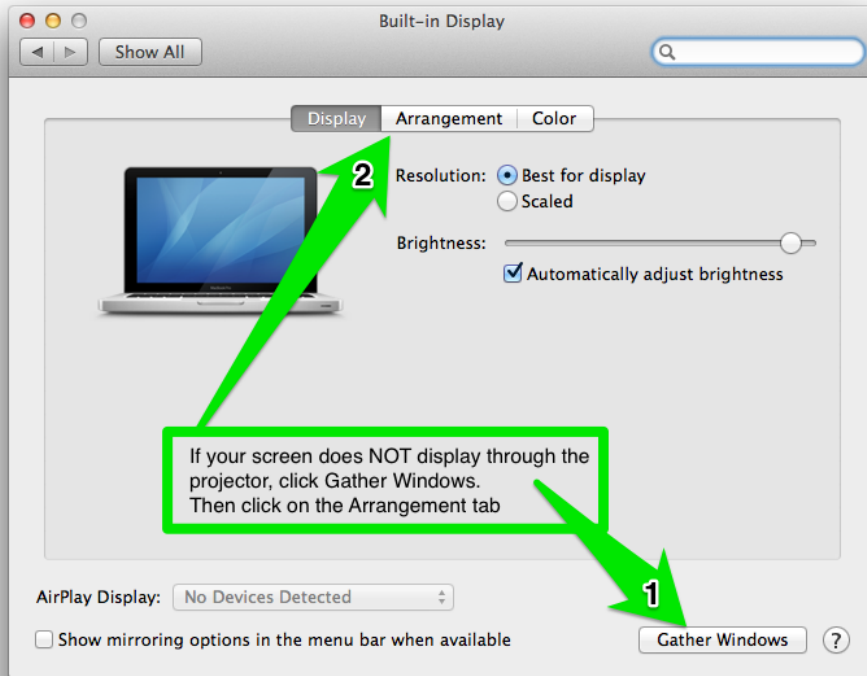 Built-in Display
Show All
Display Arrangement Color
2
Resolution: Best for display
Scaled
Brightness:
Automatically adjust brightness
If your screen does NOT display through the
projector, click Gather Windows.
Then click on the Arrangement tab
1
AirPlay Display: No Devices Detected
Show mirroring options in the menu bar when available
Gather Windows ?